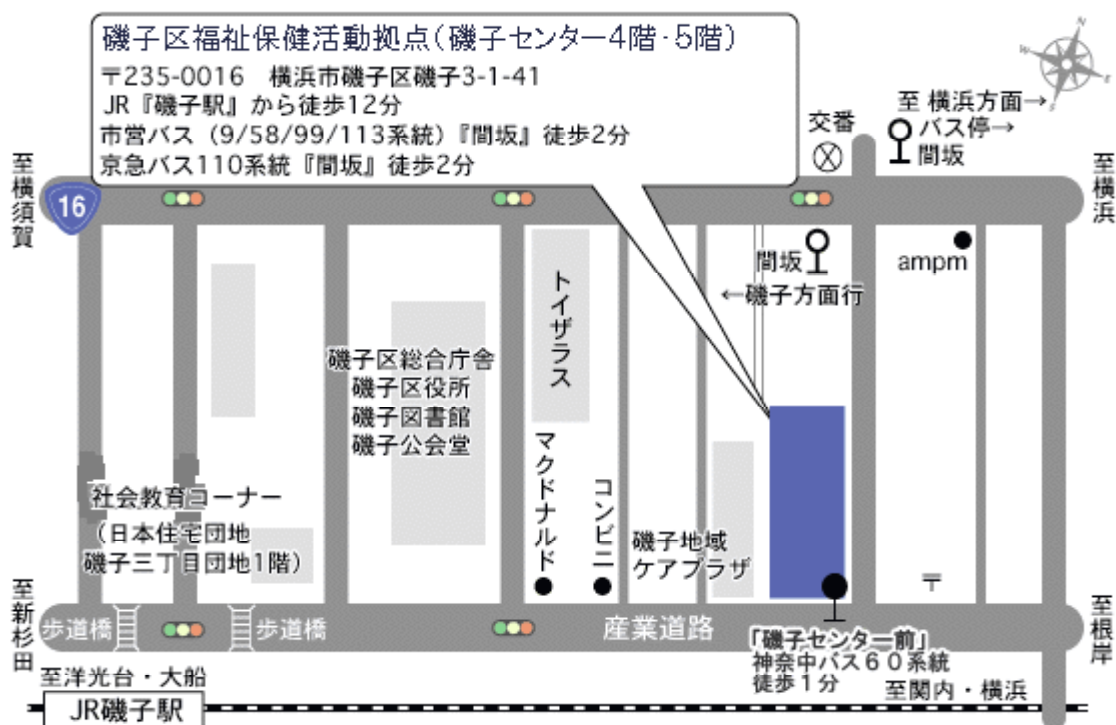 磯子区福祉保健活動拠点(磯子センター4階・5階)
〒235-0016 横浜市磯子区磯子3-1-41
JR『磯子駅』から徒歩12分
市営バス(9/58/99/113系統)『間坂』徒歩2分
京急バス110系統『間坂』徒歩2分
N
W
E
S
至 横浜方面→
バス停→
間坂
交番
至横須賀
16
至横浜
間坂
←磯子方面行
ampm
トイザラス
磯子区総合庁舎
磯子区役所
磯子図書館
磯子公会堂
マクドナルド
コンビニ
社会教育コーナー
(日本住宅団地
磯子三丁目団地1階)
磯子地域
ケアプラザ
〒
至新杉田
歩道橋
歩道橋
産業道路
至根岸
「磯子センター前」
神奈中バス60系統
徒歩1分
至洋光台・大船
至関内・横浜
JR磯子駅